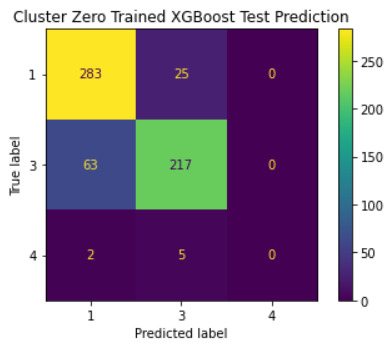 Cluster Zero Trained XGBoost Test Prediction
1 283 25 0
3 63 217 0
4 2 5 0
1 3 4
Predicted label
True label
250
200
150
100
50
0